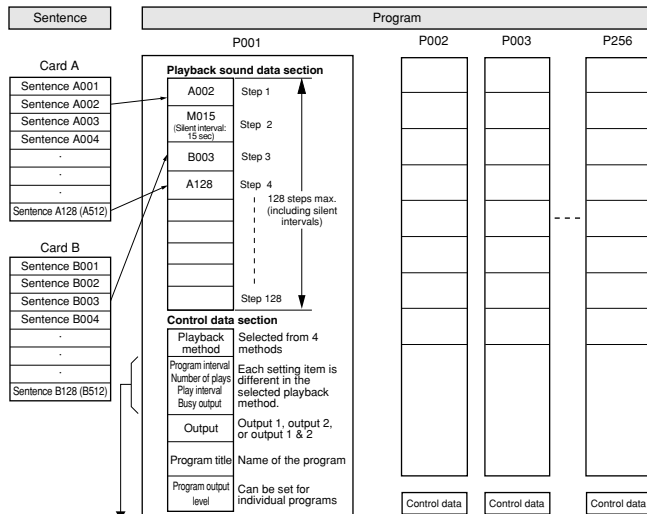 Sentence
Program
Card A
Sentence A001
Sentence A002
Sentence A003
Sentence A004
.
.
.
Sentence A128 (A512)
Card B
Sentence B001
Sentence B002
Sentence B003
Sentence B004
.
.
.
Sentence B128 (B512)
P001
Playback sound data section
A002
Step 1
M015
(Silent interval:
15 sec)
Step 2
B003
Step 3
A128
Step 4
128 steps max.
(including silent
intervals)
Step 128
Control data section
Playback
method
Selected from 4
methods
Program interval
Number of plays
Play interval
Busy output
Each setting item is
different in the
selected playback
method.
Output
Output 1, output 2,
or output 1 & 2
Program title
Name of the program
Program output
level
Can be set for
individual programs
P002
P003
P256
Control data
Control data
Control data